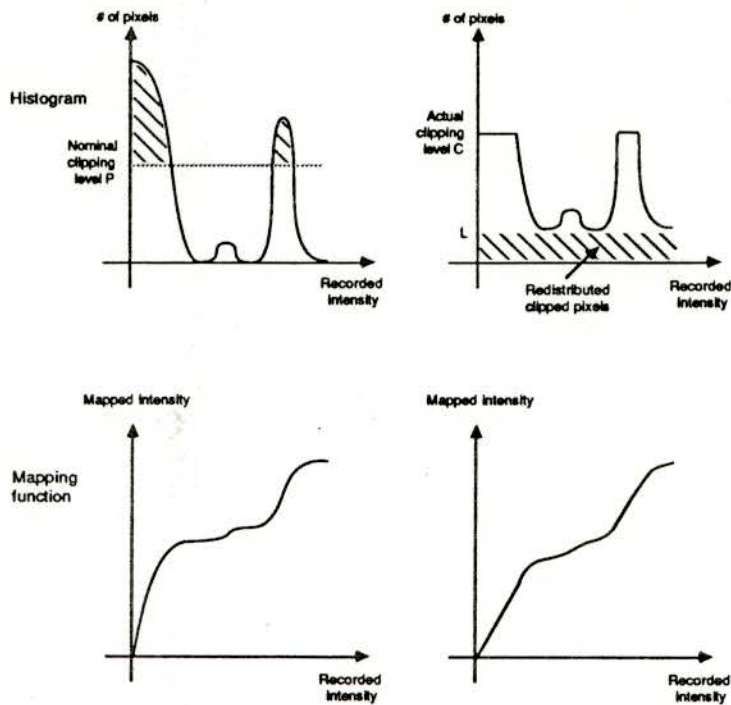 # of pixels
Histogram
Nominal
clipping
level P
Recorded
intensity
# of pixels
Actual
clipping
level C
L
Redistributed
clipped pixels
Recorded
intensity
Mapped intensity
Mapping
function
Recorded
intensity
Mapped intensity
Recorded
intensity